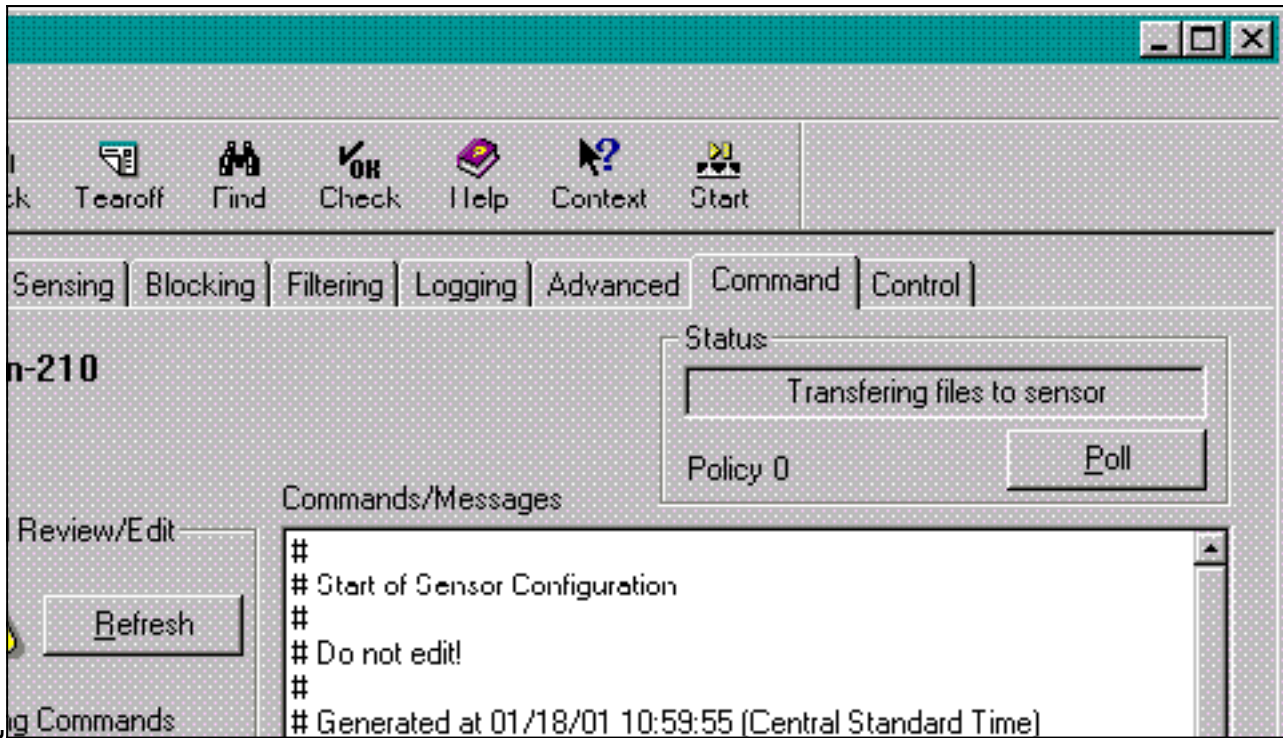 ck Tearoff Find Check Help Context Start
Sensing Blocking Filtering Logging Advanced Command Control
n-210
Status
Transfering files to sensor
Policy 0
Poll
Commands/Messages
Review/Edit
Refresh
g Commands
#
# Start of Sensor Configuration
#
# Do not edit!
#
# Generated at 01/18/01 10:59:55 (Central Standard Time)